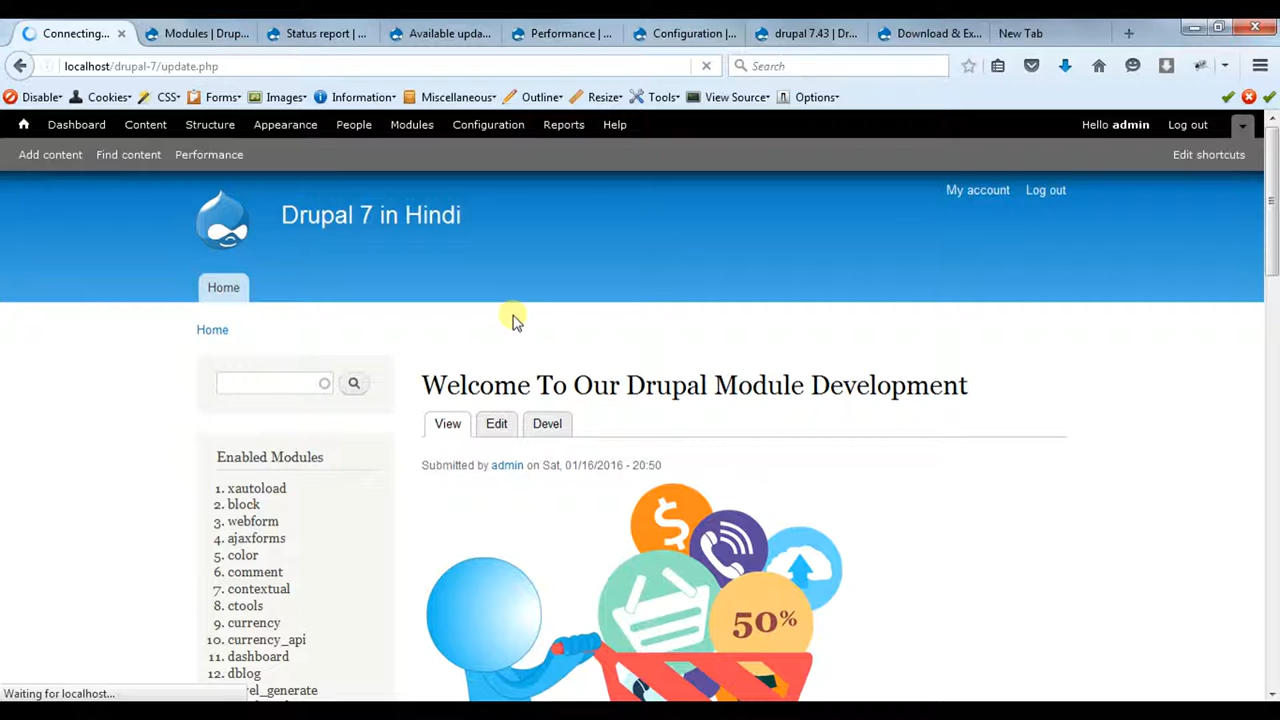 Connecting... Modules | Drup... Status report | ... Available upda... Performance | ... Configuration |... drupal 7.43 | Dr... Download & Ex... New Tab
localhost/drupal-7/update.php Search
Disable Cookies CSS Forms Images Information Miscellaneous Outline Resize Tools View Source Options
Dashboard Content Structure Appearance People Modules Configuration Reports Help Hello admin Log out
Add content Find content Performance Edit shortcuts
My account Log out
Drupal 7 in Hindi
Home
Home
Welcome To Our Drupal Module Development
View Edit Devel
Enabled Modules
Submitted by admin on Sat, 01/16/2016 - 20:50
1. xautoload
2. block
3. webform
4. ajaxforms
5. color
6. comment
7. contextual
8. ctools
9. currency
10. currency_api
11. dashboard
12. dblog
$
50%
Waiting for localhost...